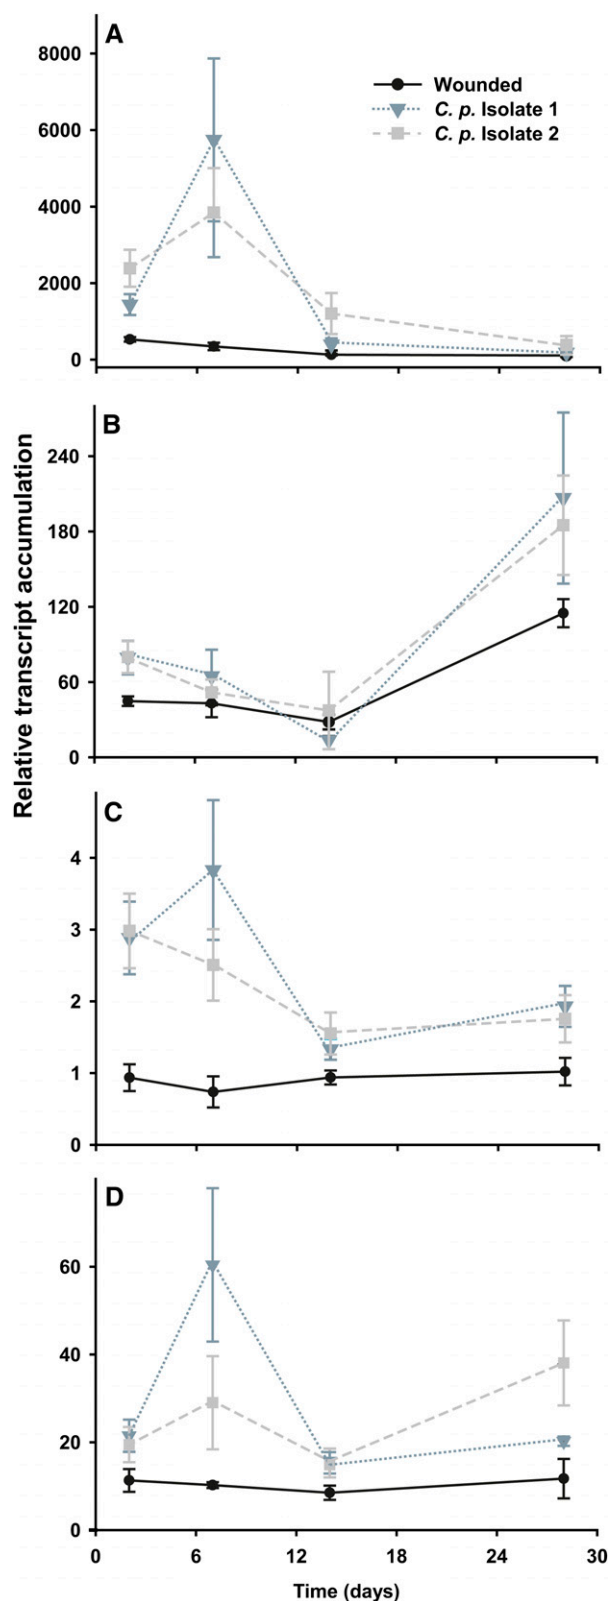 A
8000
6000
4000
2000
0
Wounded
C. p. Isolate 1
C. p. Isolate 2
Relative transcript accumulation
B
240
180
120
60
0
C
4
3
2
1
0
D
60
40
20
0
0 6 12 18 24 30
Time (days)